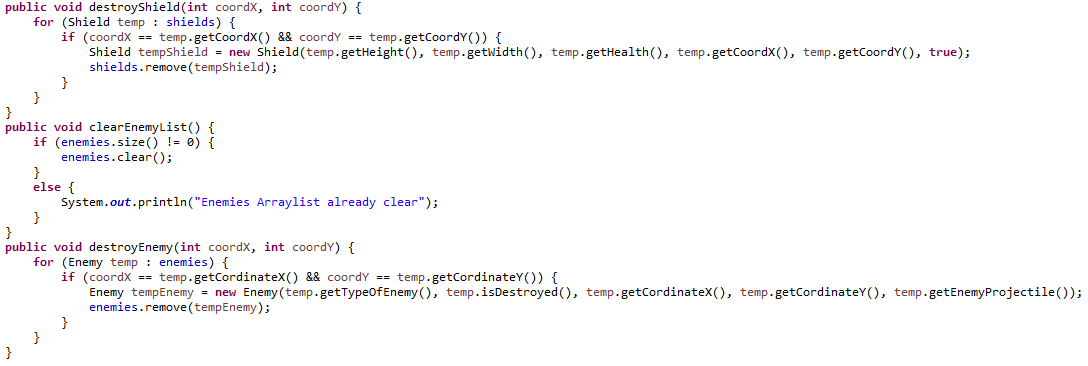 public void destroyShield(int coordX, int coordY) {
    for (Shield temp : shields) {
        if (coordX == temp.getCoordX() && coordY == temp.getCoordY()) {
            Shield tempShield = new Shield(temp.getHeight(), temp.getWidth(), temp.getHealth(), temp.getCoordX(), temp.getCoordY(), true);
            shields.remove(tempShield);
        }
    }
}
public void clearEnemyList() {
    if (enemies.size() != 0) {
        enemies.clear();
    }
    else {
        System.out.println("Enemies Arraylist already clear");
    }
}
public void destroyEnemy(int coordX, int coordY) {
    for (Enemy temp : enemies) {
        if (coordX == temp.getCordinateX() && coordY == temp.getCordinateY()) {
            Enemy tempEnemy = new Enemy(temp.getTypeOfEnemy(), temp.isDestroyed(), temp.getCordinateX(), temp.getCordinateY(), temp.getEnemyProjectile());
            enemies.remove(tempEnemy);
        }
    }
}